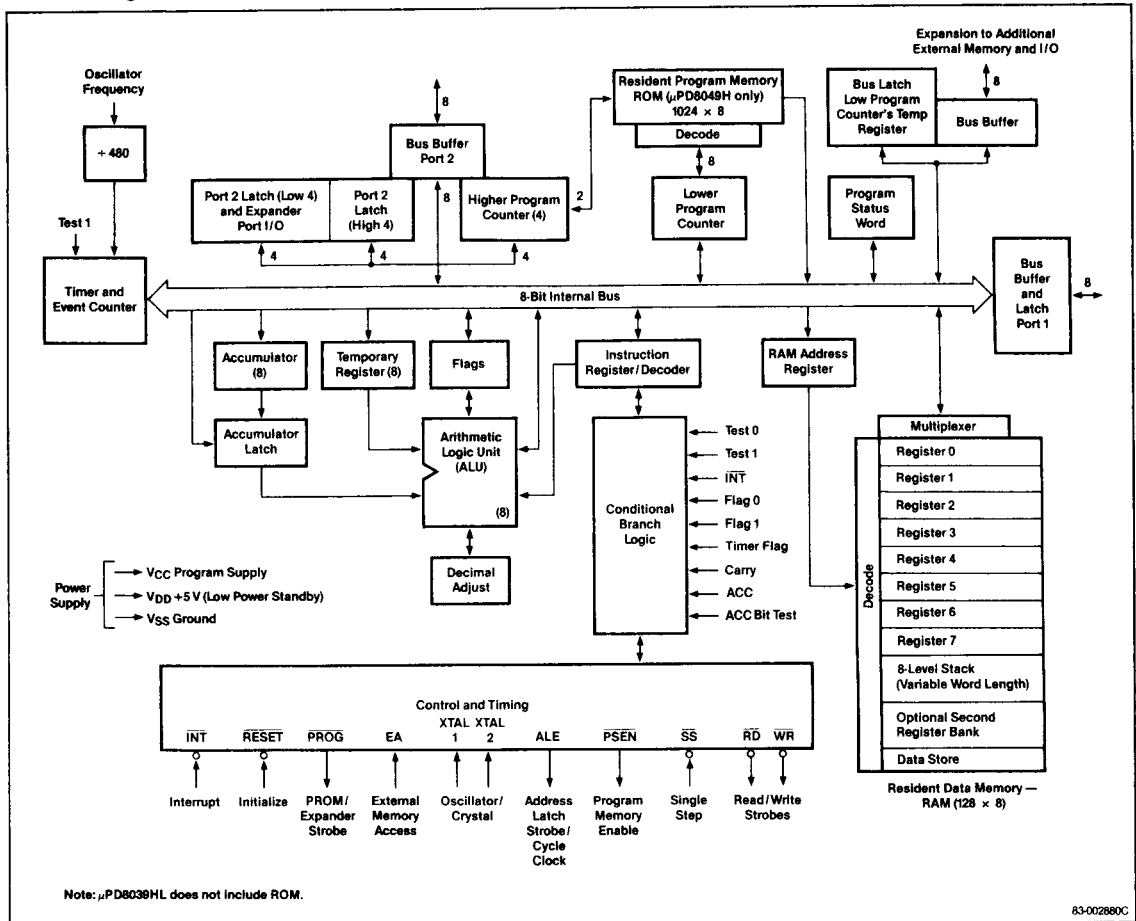 Expansion to Additional
External Memory and I/O
Oscillator
Frequency
8
8
÷ 480
Bus Buffer
Port 2
Resident Program Memory
ROM (μPD8049H only)
1024 × 8
Decode
Bus Latch
Low Program
Counter's Temp
Register
Bus Buffer
8
Port 2 Latch (Low 4)
and Expander
Port I/O
Port 2
Latch
(High 4)
8
Higher Program
Counter (4)
2
Lower
Program
Counter
Program
Status
Word
Test 1
4
4
4
Timer and
Event Counter
8-Bit Internal Bus
Bus
Buffer
and
Latch
Port 1
8
Accumulator
(8)
Temporary
Register (8)
Flags
Instruction
Register/Decoder
RAM Address
Register
Accumulator
Latch
Arithmetic
Logic Unit
(ALU)
(8)
Decimal
Adjust
Conditional
Branch
Logic
Test 0
Test 1
INT
Flag 0
Flag 1
Timer Flag
Carry
ACC
ACC Bit Test
Multiplexer
Decode
Register 0
Register 1
Register 2
Register 3
Register 4
Register 5
Register 6
Register 7
8-Level Stack
(Variable Word Length)
Optional Second
Register Bank
Data Store
Resident Data Memory —
RAM (128 × 8)
Power
Supply
VCC Program Supply
VDD +5 V (Low Power Standby)
VSS Ground
Control and Timing
XTAL XTAL
INT RESET PROG EA 1 2 ALE PSEN SS RD WR
Interrupt
Initialize
PROM/
Expander
Strobe
External
Memory
Access
Oscillator/
Crystal
Address
Latch
Strobe/
Cycle
Clock
Program
Memory
Enable
Single
Step
Read/Write
Strobes
Note: μPD8039HL does not include ROM.
83-002880C